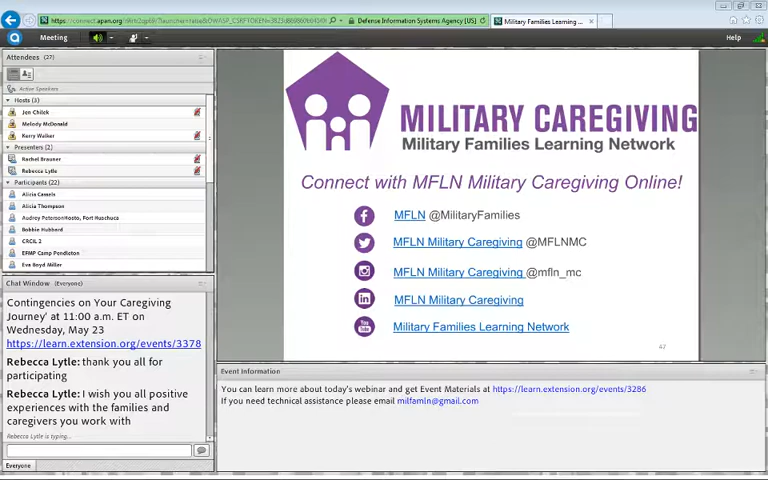 Defense Information Systems Agency [US]
Military Families Learning ...
Meeting
Help
Attendees (27)
Active Speakers
Hosts (3)
Jen Chilek
Melody McDonald
Kerry Walker
Presenters (2)
Rachel Brauner
Rebecca Lytle
Participants (22)
Alicia Cassels
Alicia Thompson
Audrey PetersonHosto, Fort Huachuca
Bobbie Hubbard
CRCIL 2
EFMP Camp Pendleton
Eva Boyd Miller
Chat Window (Everyone)
Contingencies on Your Caregiving
Journey' at 11:00 a.m. ET on
Wednesday, May 23
https://learn.extension.org/events/3378
Rebecca Lytle: thank you all for
participating
Rebecca Lytle: I wish you all positive
experiences with the families and
caregivers you work with
Rebecca Lytle is typing...
Everyone
MILITARY CAREGIVING
Military Families Learning Network
Connect with MFLN Military Caregiving Online!
MFLN @MilitaryFamilies
MFLN Military Caregiving @MFLNMC
MFLN Military Caregiving @mfln_mc
MFLN Military Caregiving
Military Families Learning Network
47
Event Information
You can learn more about today's webinar and get Event Materials at https://learn.extension.org/events/3286
If you need technical assistance please email milfamln@gmail.com